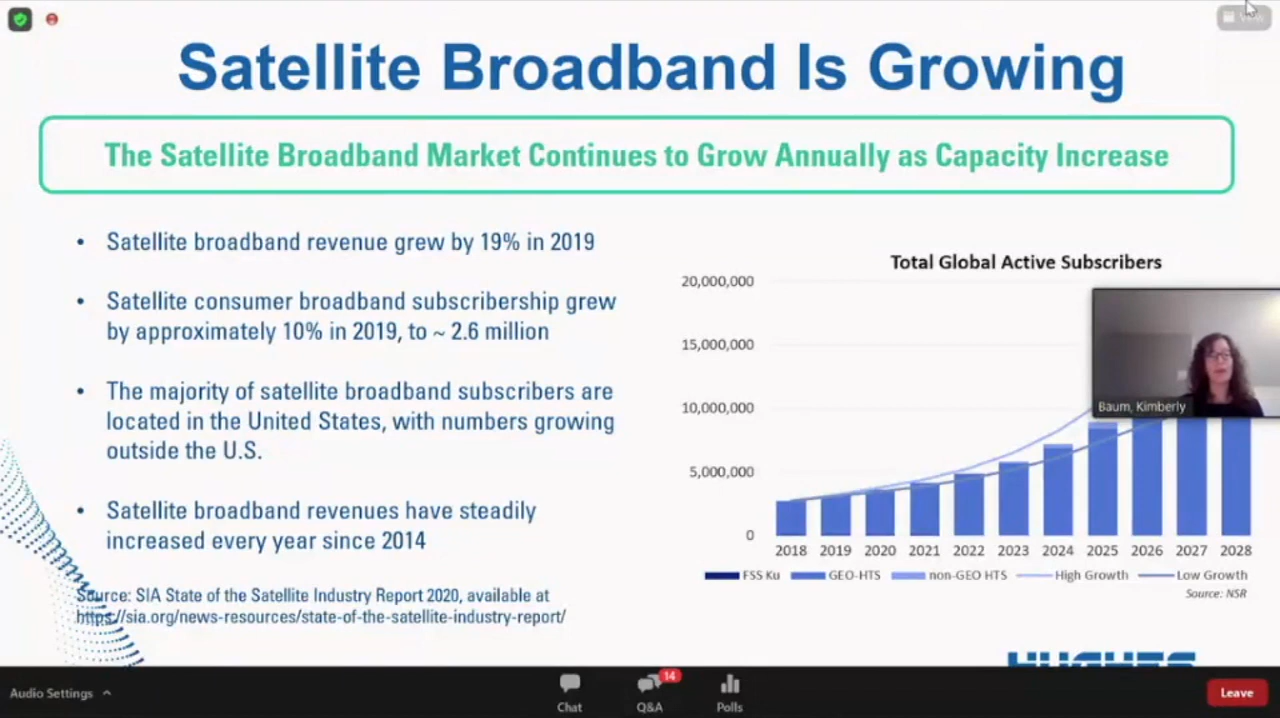 Satellite Broadband Is Growing
The Satellite Broadband Market Continues to Grow Annually as Capacity Increase
• Satellite broadband revenue grew by 19% in 2019
• Satellite consumer broadband subscribership grew
by approximately 10% in 2019, to ~ 2.6 million
• The majority of satellite broadband subscribers are
located in the United States, with numbers growing
outside the U.S.
• Satellite broadband revenues have steadily
increased every year since 2014
Source: SIA State of the Satellite Industry Report 2020, available at
https://sia.org/news-resources/state-of-the-satellite-industry-report/
Total Global Active Subscribers
20,000,000
15,000,000
10,000,000
5,000,000
0
2018 2019 2020 2021 2022 2023 2024 2025 2026 2027 2028
FSS Ku GEO-HTS non-GEO HTS High Growth Low Growth
Source: NSR
Baum, Kimberly
HUGHES
Audio Settings
Chat
14
Q&A
Polls
Leave